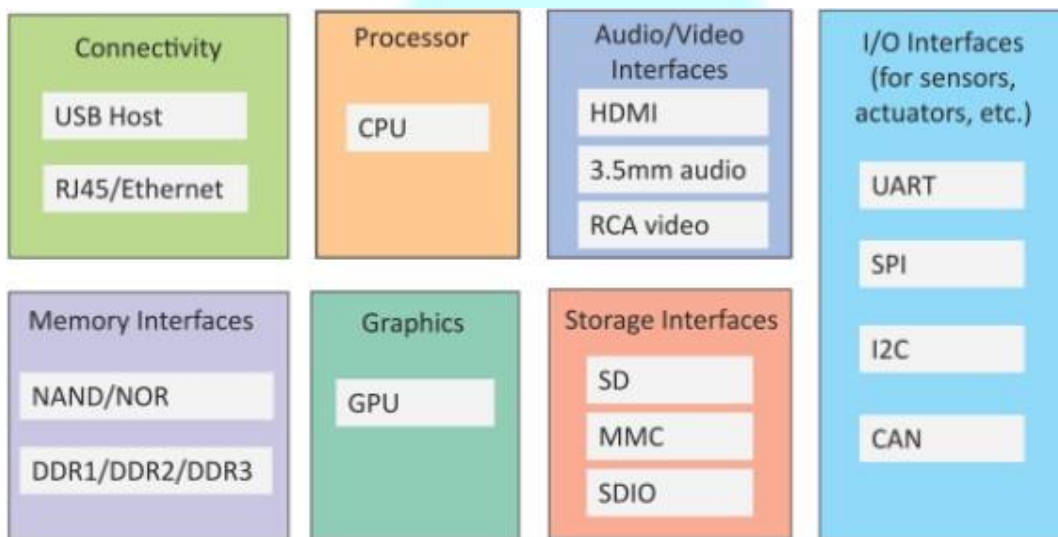 Connectivity
USB Host
RJ45/Ethernet
Processor
CPU
Audio/Video
Interfaces
HDMI
3.5mm audio
RCA video
I/O Interfaces
(for sensors,
actuators, etc.)
UART
SPI
I2C
CAN
Memory Interfaces
NAND/NOR
DDR1/DDR2/DDR3
Graphics
GPU
Storage Interfaces
SD
MMC
SDIO